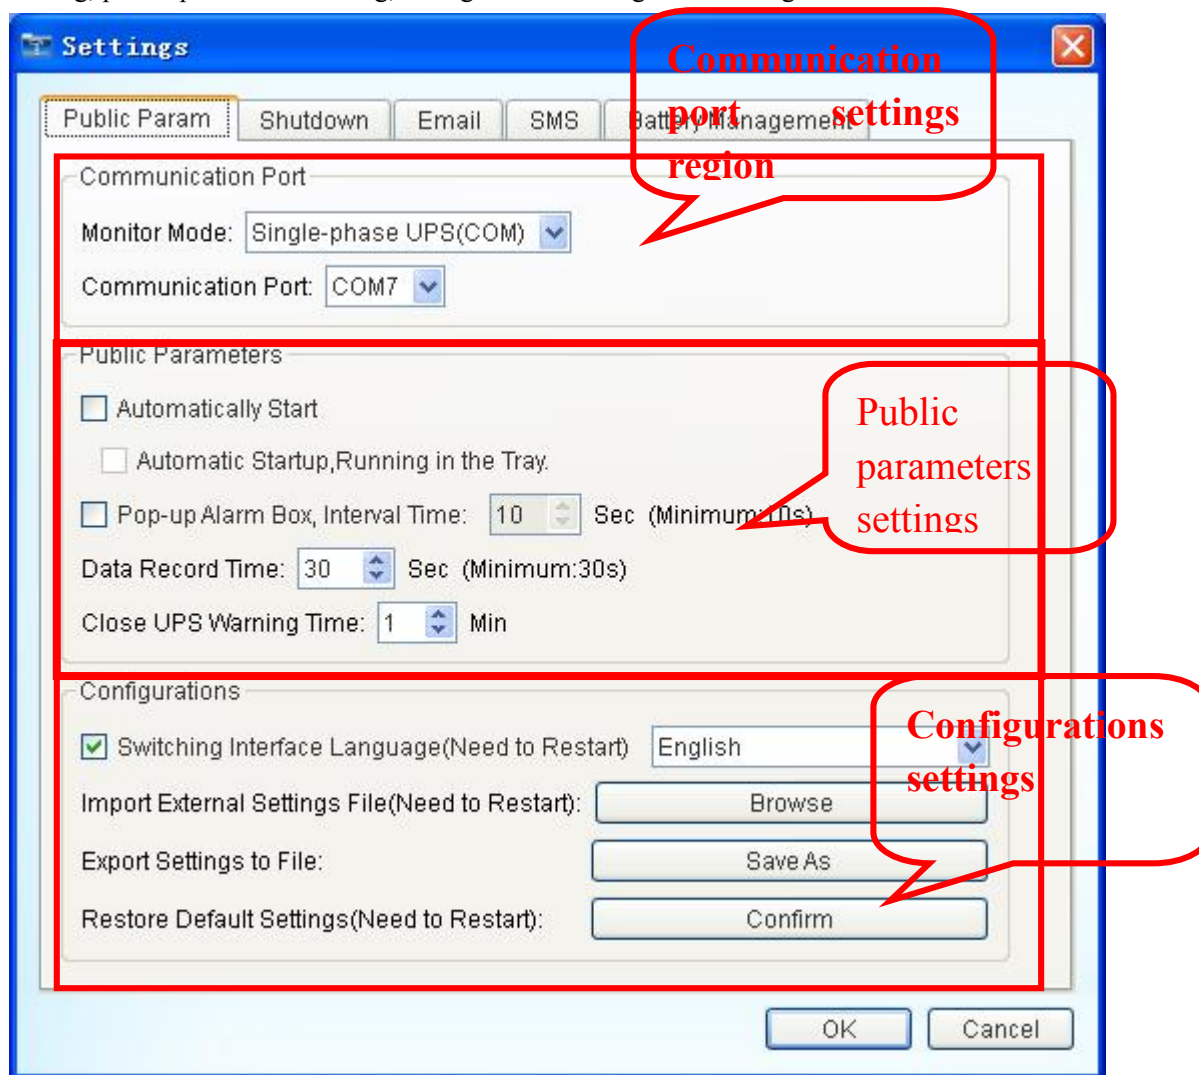 Settings
Communication
port settings
region
Public Param
Shutdown
Email
SMS
Battery Management
Communication Port
Monitor Mode: Single-phase UPS(COM)
Communication Port: COM7
Public Parameters
Automatically Start
Automatic Startup,Running in the Tray.
Pop-up Alarm Box, Interval Time: 10 Sec (Minimum:10s)
Data Record Time: 30 Sec (Minimum:30s)
Close UPS Warning Time: 1 Min
Public
parameters
settings
Configurations
Switching Interface Language(Need to Restart) English
Import External Settings File(Need to Restart): Browse
Export Settings to File: Save As
Restore Default Settings(Need to Restart): Confirm
Configurations
settings
OK
Cancel